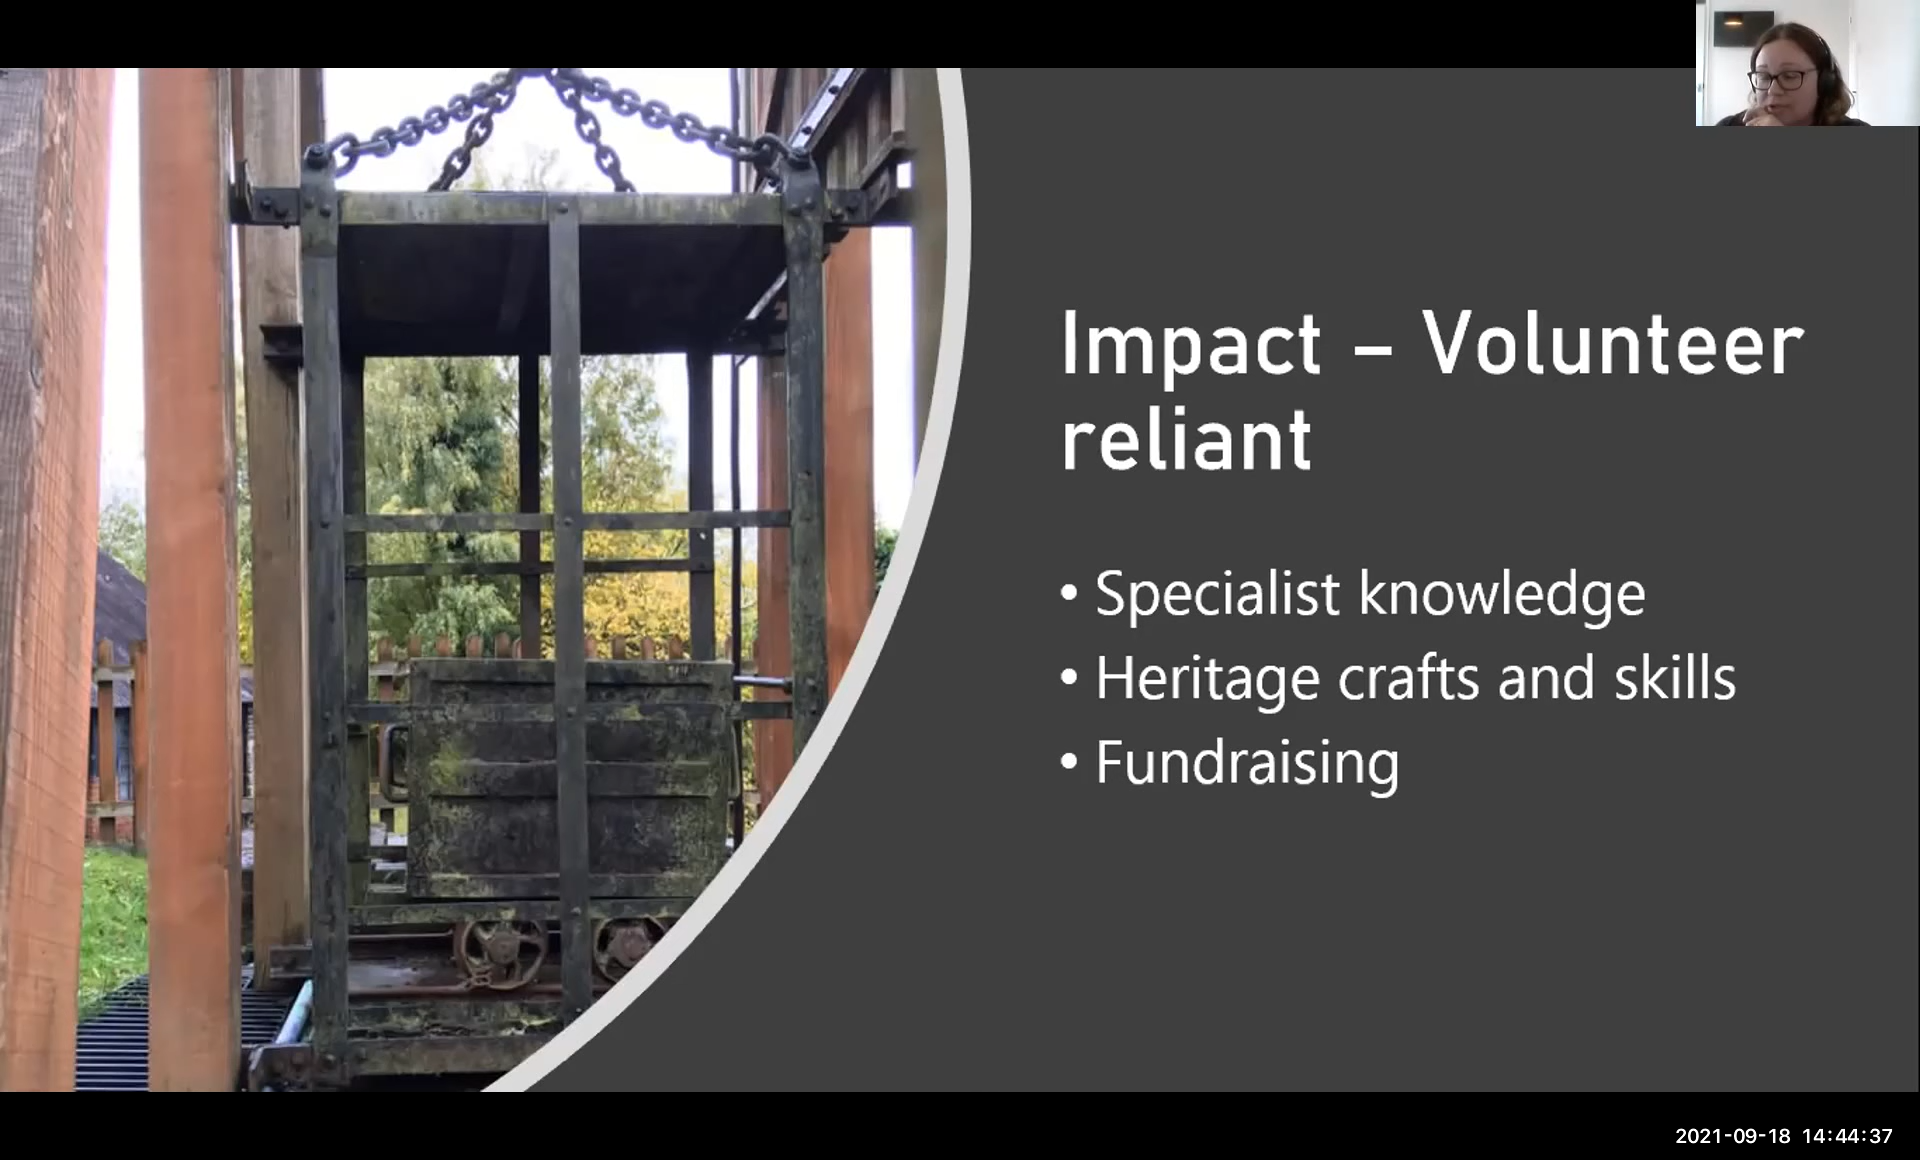 Impact – Volunteer
reliant
• Specialist knowledge
• Heritage crafts and skills
• Fundraising
2021-09-18 14:44:37